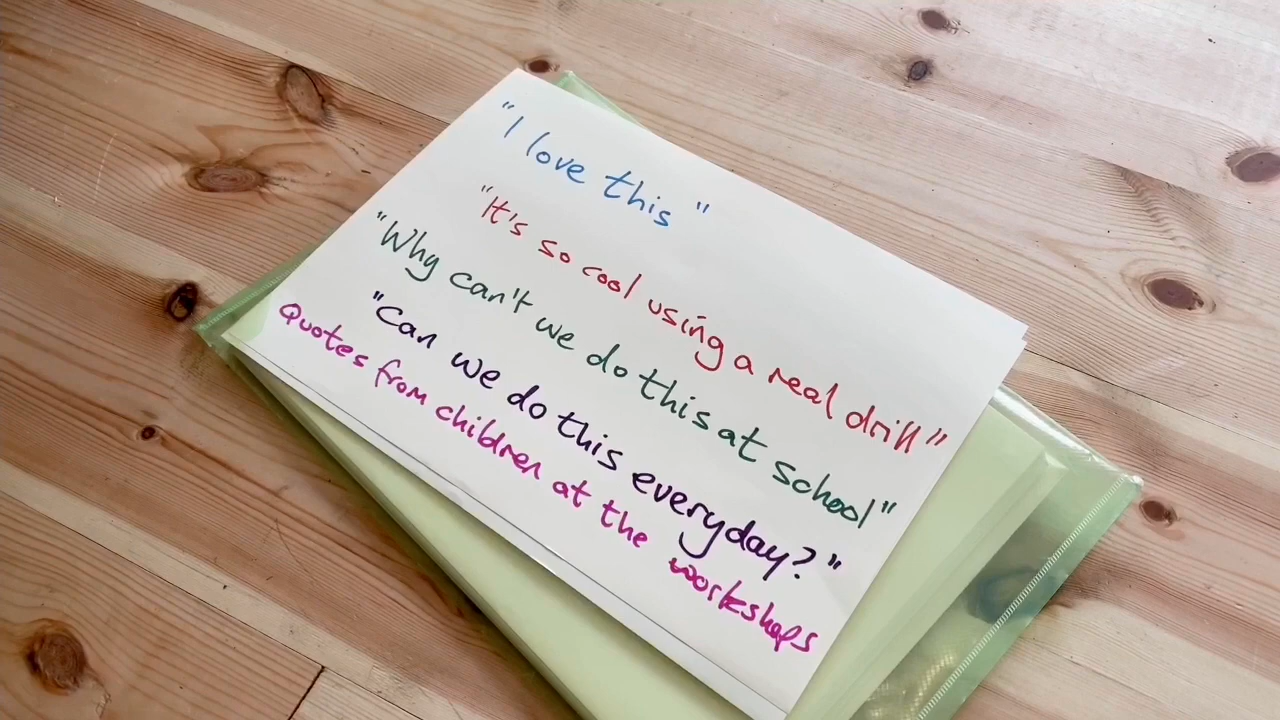 "I love this"
"It's so cool using a real drill"
"Why can't we do this at school"
"Can we do this everyday?"
Quotes from children at the workshops